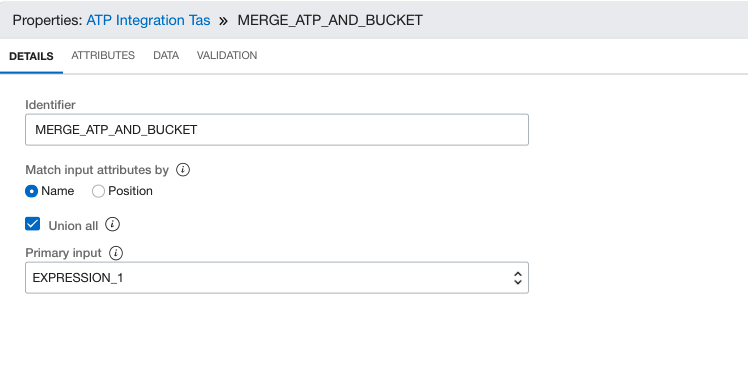 Properties: ATP Integration Tas » MERGE_ATP_AND_BUCKET
DETAILS ATTRIBUTES DATA VALIDATION
Identifier
MERGE_ATP_AND_BUCKET
Match input attributes by i
Name Position
Union all i
Primary input i
EXPRESSION_1